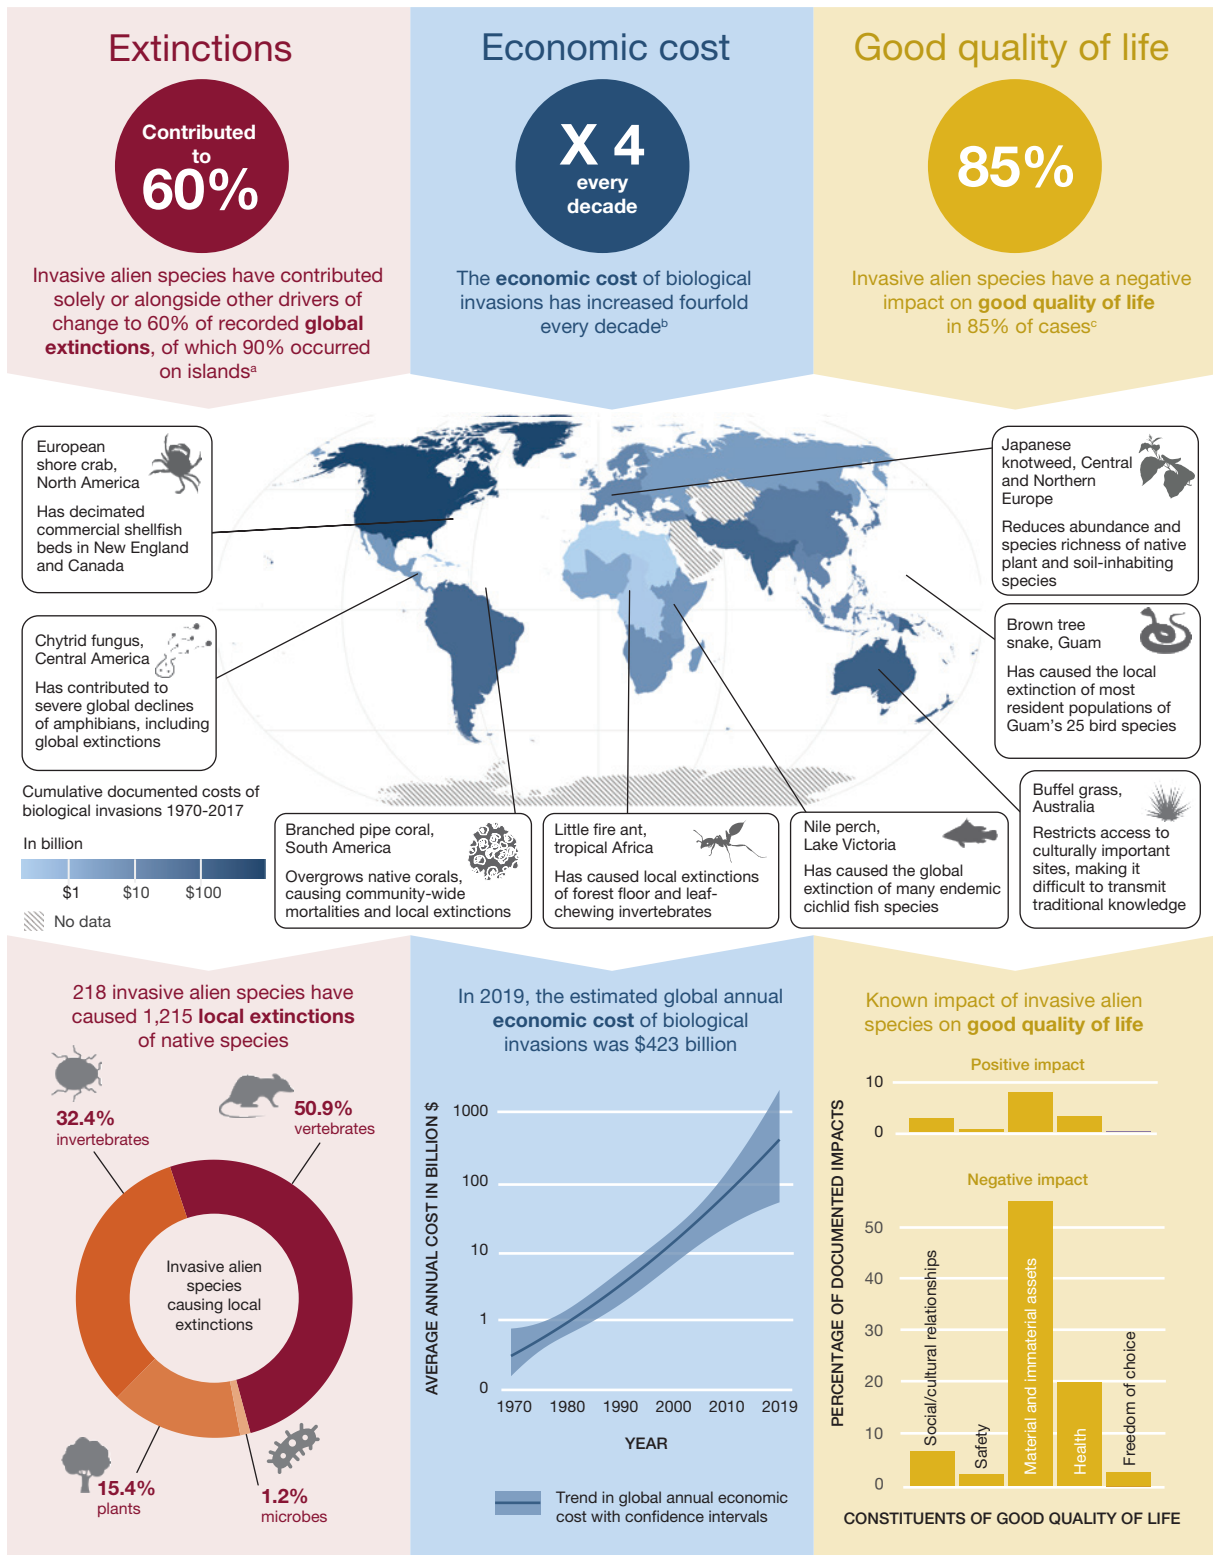 Extinctions
Contributed
to
60%
Invasive alien species have contributed
solely or alongside other drivers of
change to 60% of recorded global
extinctions, of which 90% occurred
on islandsa
Economic cost
X 4
every
decade
The economic cost of biological
invasions has increased fourfold
every decadeb
Good quality of life
85%
Invasive alien species have a negative
impact on good quality of life
in 85% of casesc
European
shore crab,
North America
Has decimated
commercial shellfish
beds in New England
and Canada
Chytrid fungus,
Central America
Has contributed to
severe global declines
of amphibians, including
global extinctions
Japanese
knotweed, Central
and Northern
Europe
Reduces abundance and
species richness of native
plant and soil-inhabiting
species
Brown tree
snake, Guam
Has caused the local
extinction of most
resident populations of
Guam's 25 bird species
Buffel grass,
Australia
Restricts access to
culturally important
sites, making it
difficult to transmit
traditional knowledge
Cumulative documented costs of
biological invasions 1970-2017
In billion
$1 $10 $100
No data
Branched pipe coral,
South America
Overgrows native corals,
causing community-wide
mortalities and local extinctions
Little fire ant,
tropical Africa
Has caused local extinctions
of forest floor and leaf-
chewing invertebrates
Nile perch,
Lake Victoria
Has caused the global
extinction of many endemic
cichlid fish species
218 invasive alien species have
caused 1,215 local extinctions
of native species
32.4%
invertebrates
50.9%
vertebrates
Invasive alien
species
causing local
extinctions
15.4%
plants
1.2%
microbes
In 2019, the estimated global annual
economic cost of biological
invasions was $423 billion
AVERAGE ANNUAL COST IN BILLION $
1000
100
10
1
0
1970 1980 1990 2000 2010 2019
YEAR
Trend in global annual economic
cost with confidence intervals
Known impact of invasive alien
species on good quality of life
PERCENTAGE OF DOCUMENTED IMPACTS
Positive impact
10
0
Negative impact
50
40
30
20
10
0
Social/cultural relationships
Safety
Material and immaterial assets
Health
Freedom of choice
CONSTITUENTS OF GOOD QUALITY OF LIFE